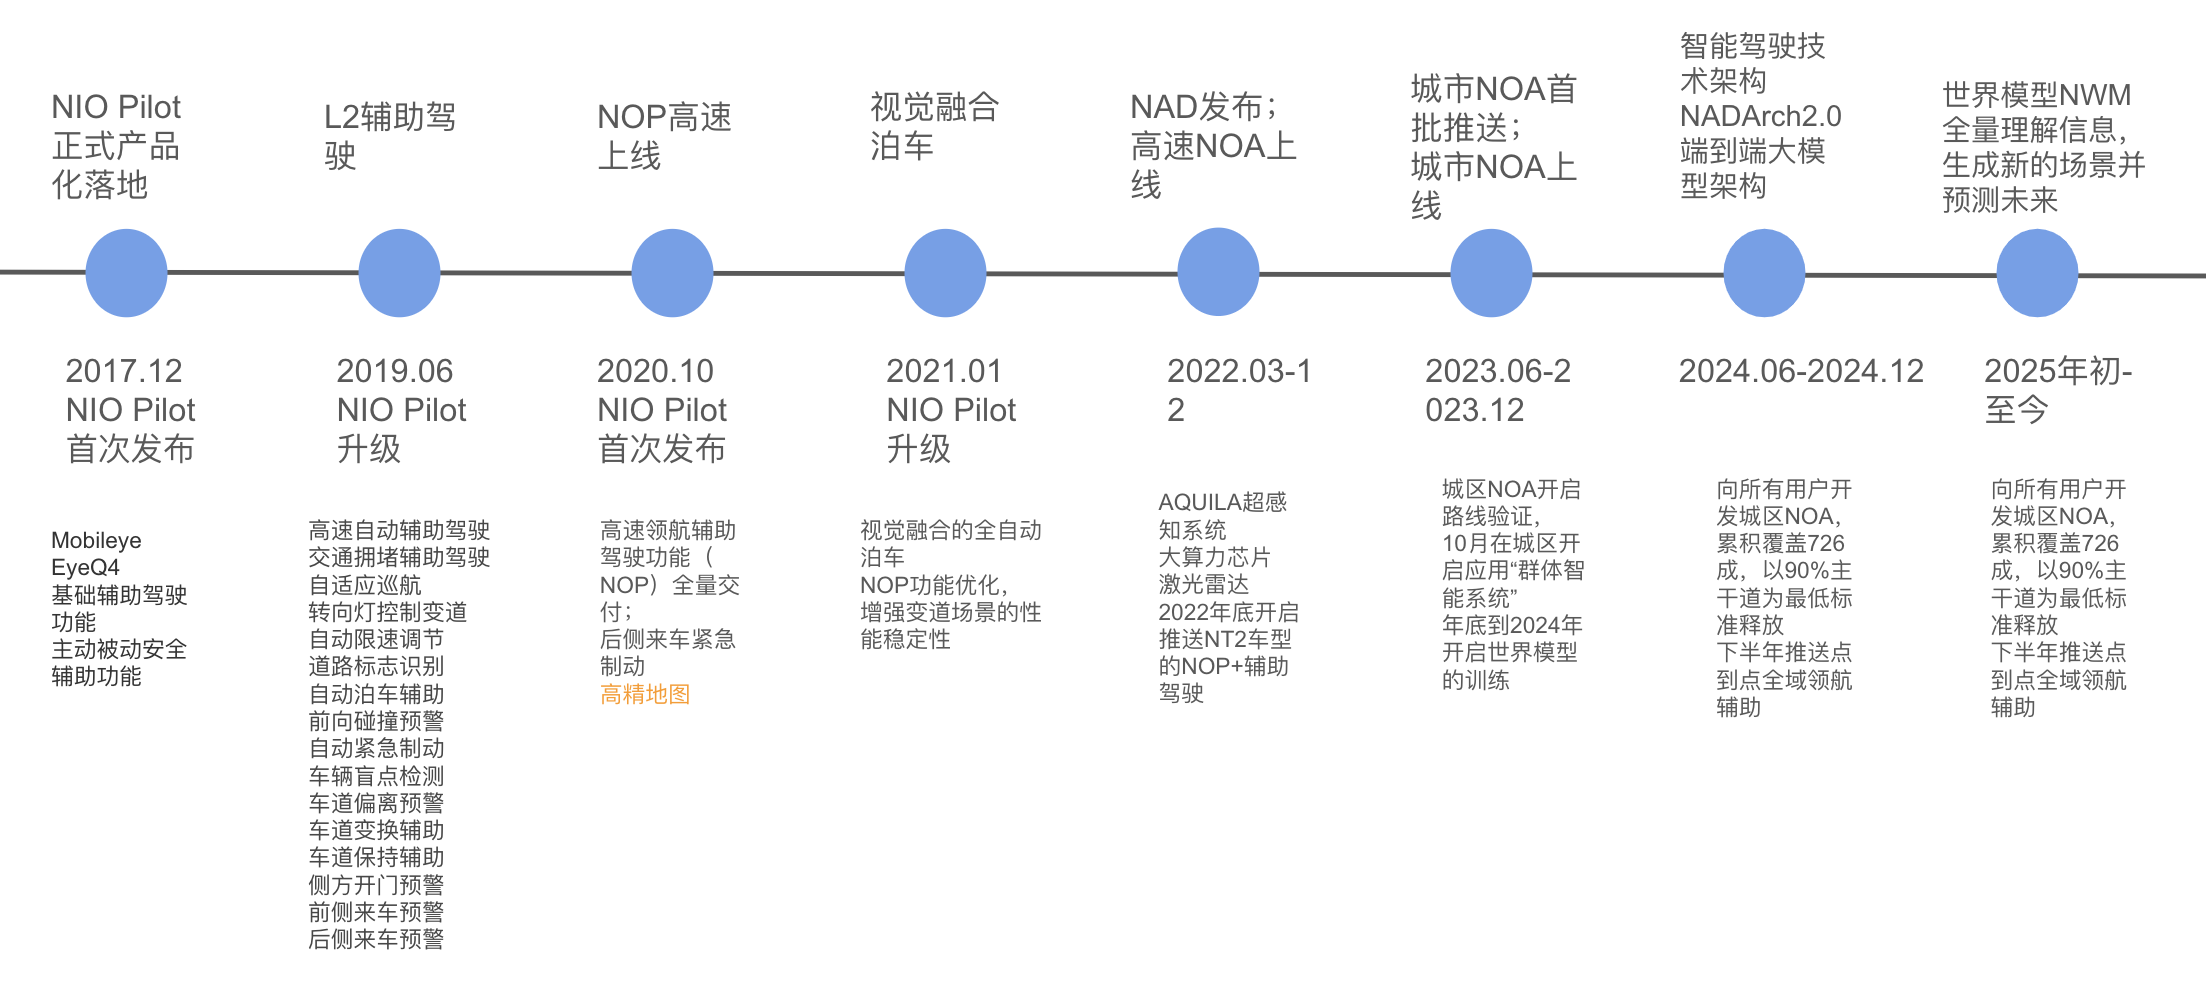 NIO Pilot
正式产品
化落地
L2辅助驾
驶
NOP高速
上线
视觉融合
泊车
NAD发布；
高速NOA上
线
城市NOA首
批推送；
城市NOA上
线
智能驾驶技
术架构
NADArch2.0
端到端大模
型架构
世界模型NWM
全量理解信息，
生成新的场景并
预测未来
2017.12
NIO Pilot
首次发布
2019.06
NIO Pilot
升级
2020.10
NIO Pilot
首次发布
2021.01
NIO Pilot
升级
2022.03-1
2
2023.06-2
023.12
2024.06-2024.12
2025年初-
至今
Mobileye
EyeQ4
基础辅助驾驶
功能
主动被动安全
辅助功能
高速自动辅助驾驶
交通拥堵辅助驾驶
自适应巡航
转向灯控制变道
自动限速调节
道路标志识别
自动泊车辅助
前向碰撞预警
自动紧急制动
车辆盲点检测
车道偏离预警
车道变换辅助
车道保持辅助
侧方开门预警
前侧来车预警
后侧来车预警
高速领航辅助
驾驶功能（
NOP）全量交
付；
后侧来车紧急
制动
高精地图
视觉融合的全自动
泊车
NOP功能优化，
增强变道场景的性
能稳定性
AQUILA超感
知系统
大算力芯片
激光雷达
2022年底开启
推送NT2车型
的NOP+辅助
驾驶
城区NOA开启
路线验证，
10月在城区开
启应用“群体智
能系统”
年底到2024年
开启世界模型
的训练
向所有用户开
发城区NOA，
累积覆盖726
成，以90%主
干道为最低标
准释放
下半年推送点
到点全域领航
辅助
向所有用户开
发城区NOA，
累积覆盖726
成，以90%主
干道为最低标
准释放
下半年推送点
到点全域领航
辅助